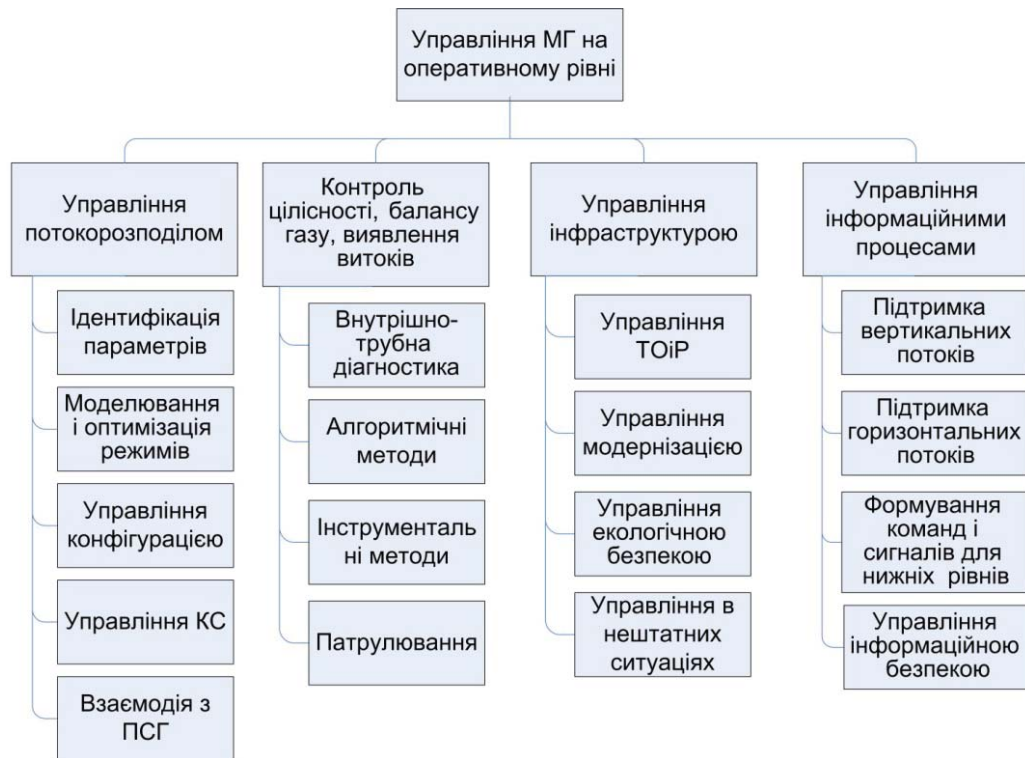 Управління МГ на
оперативному рівні
Управління
потокорозподілом
Контроль
цілісності, балансу
газу, виявлення
витоків
Управління
інфраструктурою
Управління
інформаційними
процесами
Ідентифікація
параметрів
Моделювання
і оптимізація
режимів
Управління
конфігурацією
Управління КС
Взаємодія з
ПСГ
Внутрішно-
трубна
діагностика
Алгоритмічні
методи
Інструменталь
ні методи
Патрулювання
Управління
ТОіР
Управління
модернізацією
Управління
екологічною
безпекою
Управління в
нештатних
ситуаціях
Підтримка
вертикальних
потоків
Підтримка
горизонтальних
потоків
Формування
команд і
сигналів для
нижніх рівнів
Управління
інформаційною
безпекою